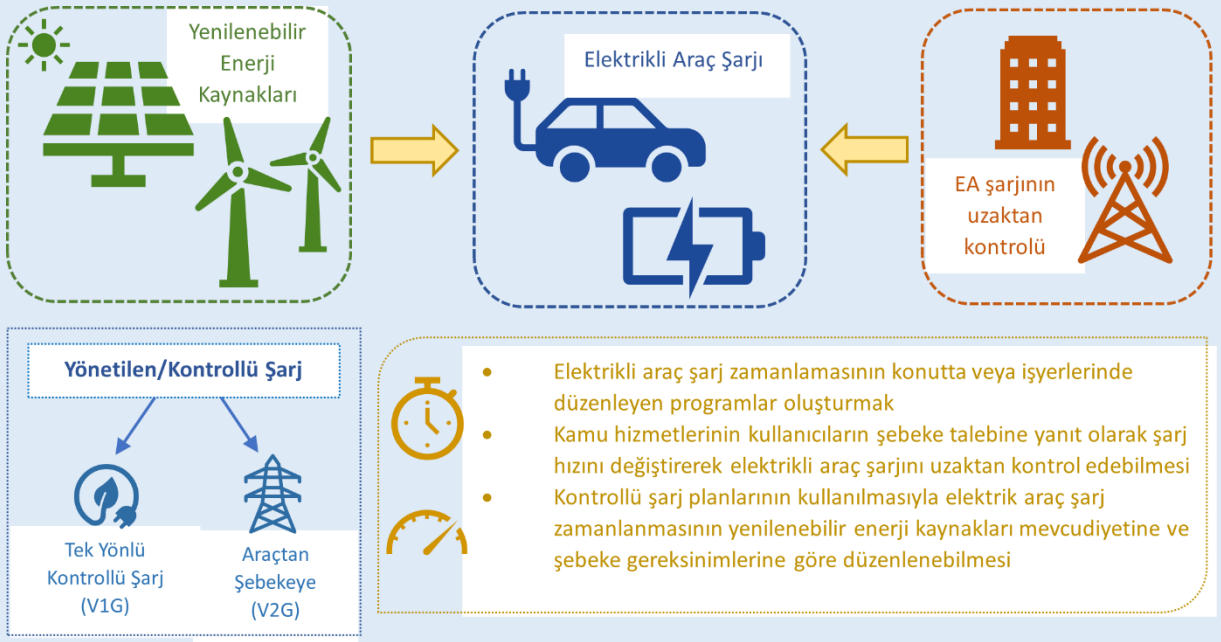 Yenilenebilir
Enerji
Kaynakları
Elektrikli Araç Şarjı
EA şarjının
uzaktan
kontrolü
Yönetilen/Kontrollü Şarj
Tek Yönlü
Kontrollü Şarj
(V1G)
Araçtan
Şebekeye
(V2G)
• Elektrikli araç şarj zamanlamasının konutta veya işyerlerinde
düzenleyen programlar oluşturmak
• Kamu hizmetlerinin kullanıcıların şebeke talebine yanıt olarak şarj
hızını değiştirerek elektrikli araç şarjını uzaktan kontrol edebilmesi
• Kontrollü şarj planlarının kullanılmasıyla elektrik araç şarj
zamanlanmasının yenilenebilir enerji kaynakları mevcudiyetine ve
şebeke gereksinimlerine göre düzenlenebilmesi